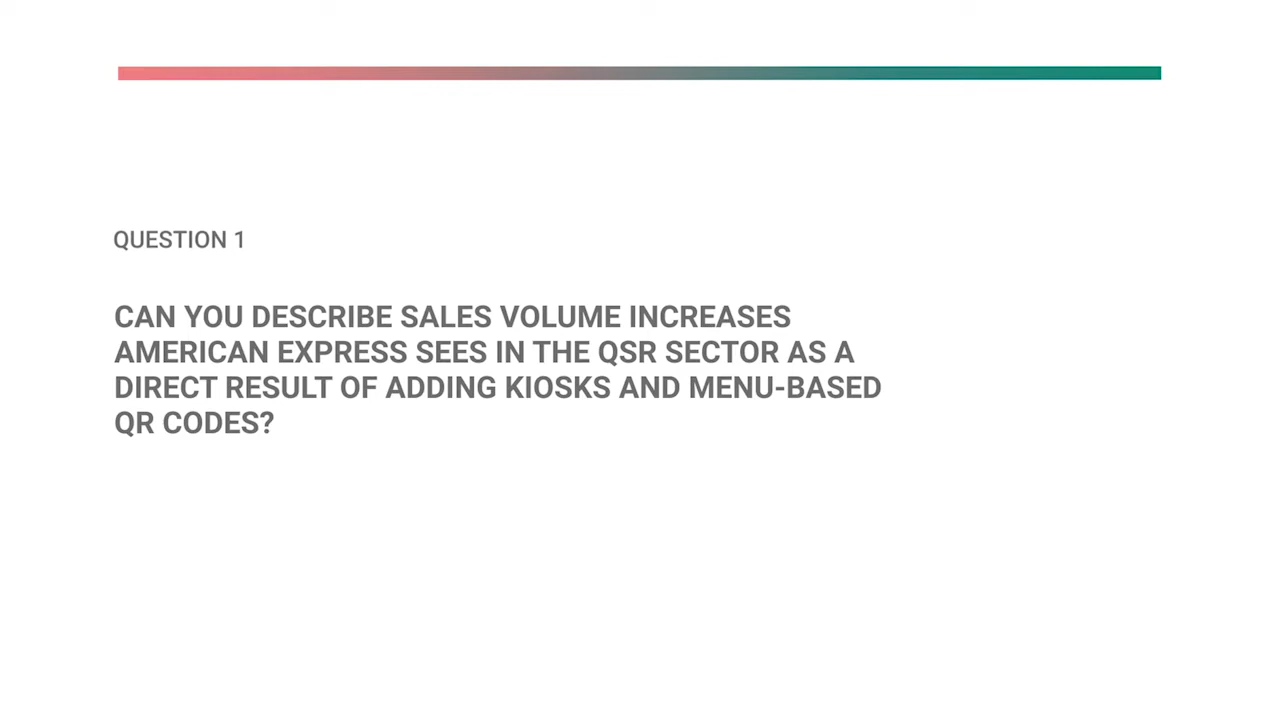 QUESTION 1
CAN YOU DESCRIBE SALES VOLUME INCREASES
AMERICAN EXPRESS SEES IN THE QSR SECTOR AS A
DIRECT RESULT OF ADDING KIOSKS AND MENU-BASED
QR CODES?